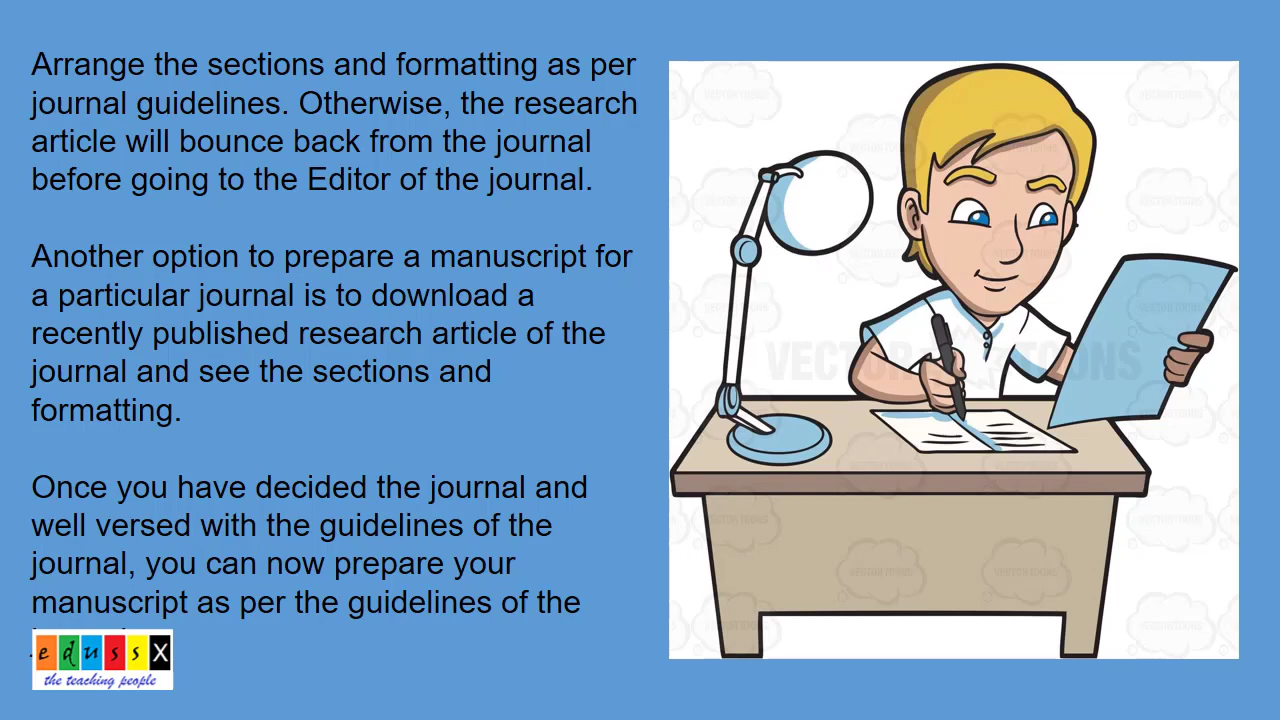 Arrange the sections and formatting as per
journal guidelines. Otherwise, the research
article will bounce back from the journal
before going to the Editor of the journal.
Another option to prepare a manuscript for
a particular journal is to download a
recently published research article of the
journal and see the sections and
formatting.
Once you have decided the journal and
well versed with the guidelines of the
journal, you can now prepare your
manuscript as per the guidelines of the
edussX
the teaching people
VECTOR TOONS